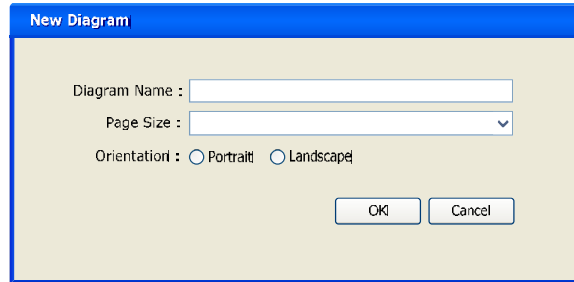 New Diagram
Diagram Name :
Page Size :
Orientation : Portrait Landscape
OK Cancel